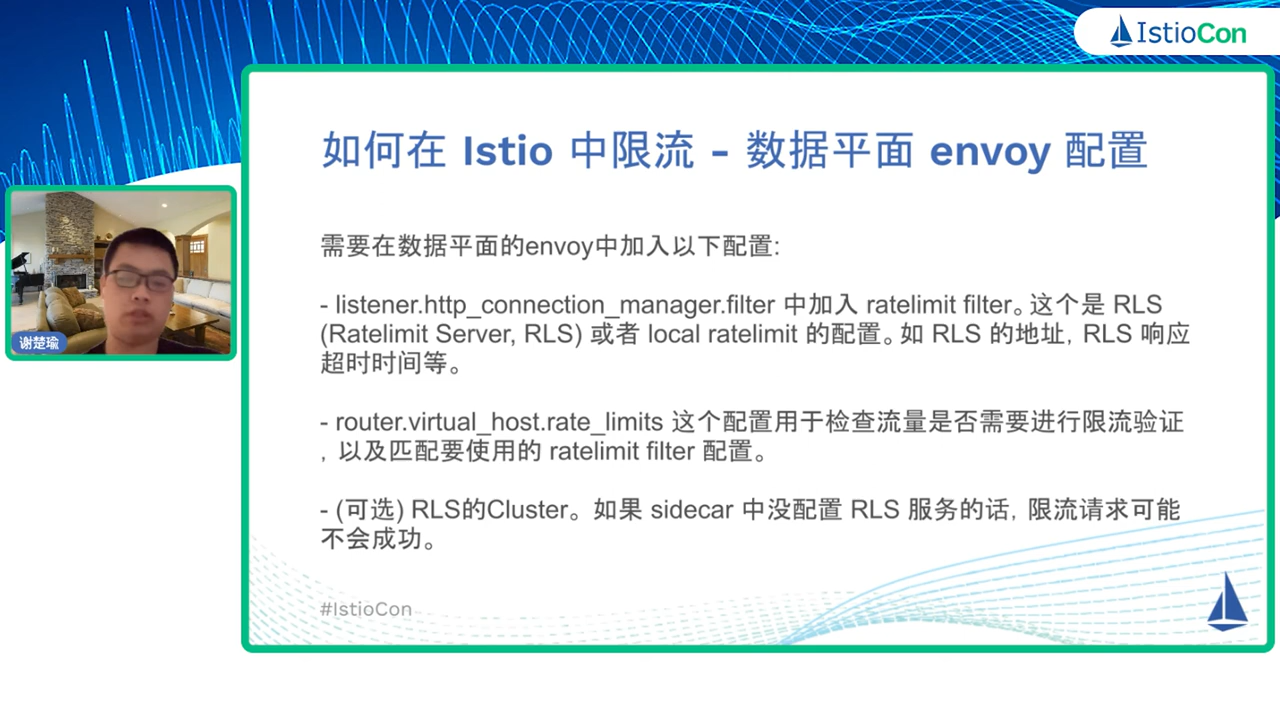 IstioCon
如何在 Istio 中限流 - 数据平面 envoy 配置
需要在数据平面的envoy中加入以下配置:
- listener.http_connection_manager.filter 中加入 ratelimit filter。这个是 RLS
(Ratelimit Server, RLS) 或者 local ratelimit 的配置。如 RLS 的地址，RLS 响应
超时时间等。
- router.virtual_host.rate_limits 这个配置用于检查流量是否需要进行限流验证
，以及匹配要使用的 ratelimit filter 配置。
- (可选) RLS的Cluster。如果 sidecar 中没配置 RLS 服务的话，限流请求可能
不会成功。
#IstioCon
谢楚瑜